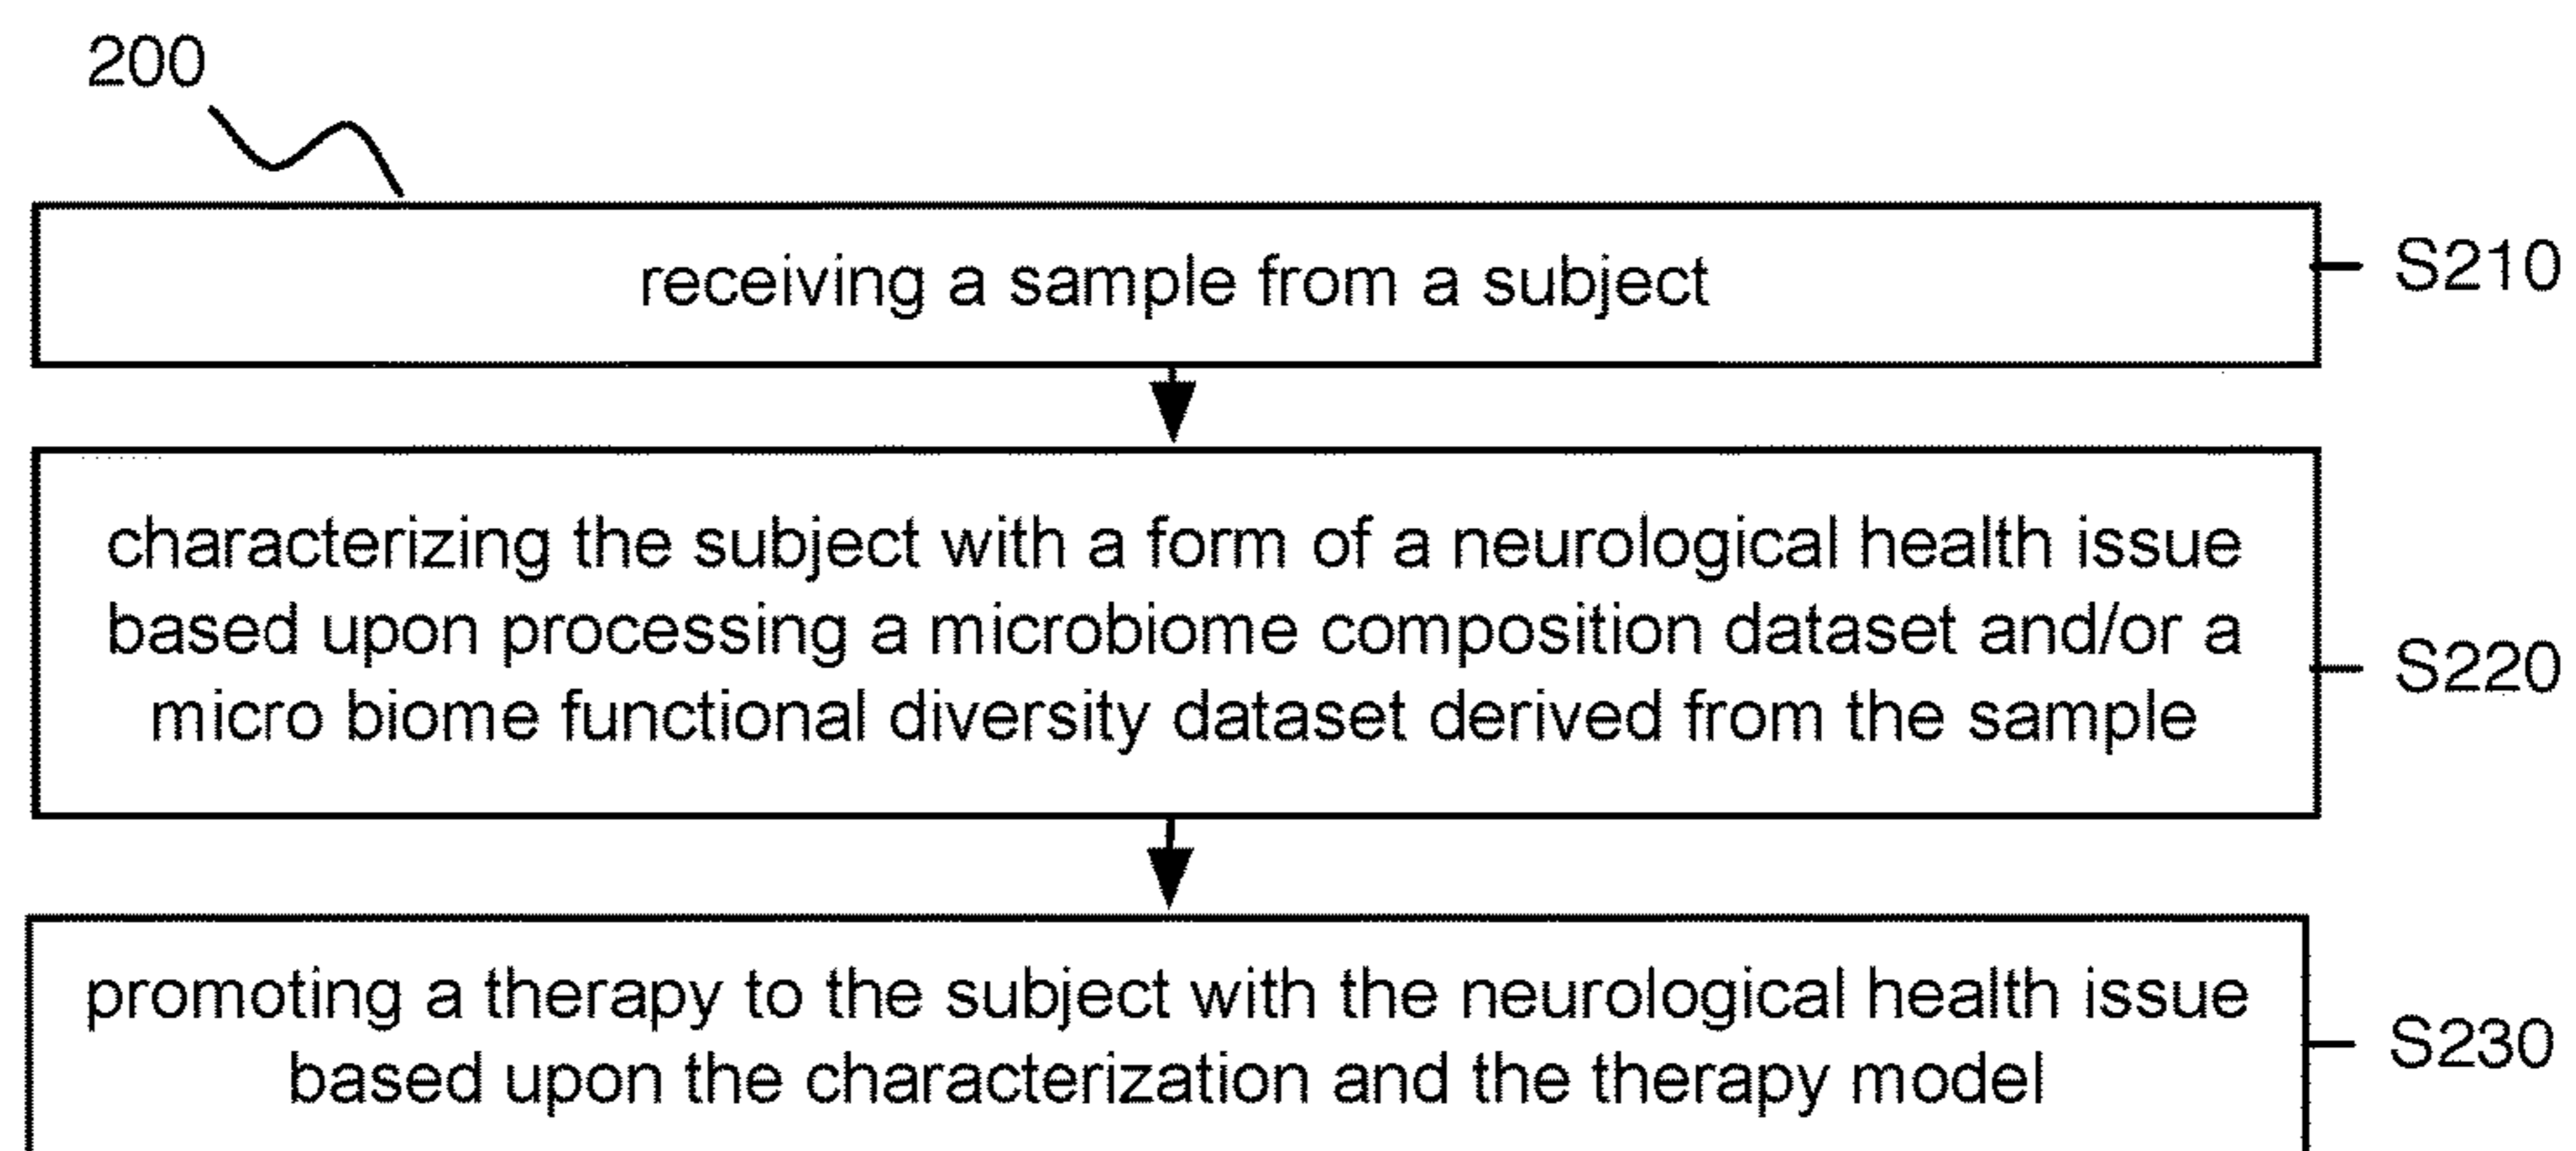 200
receiving a sample from a subject
S210
characterizing the subject with a form of a neurological health issue
based upon processing a microbiome composition dataset and/or a
micro biome functional diversity dataset derived from the sample
S220
promoting a therapy to the subject with the neurological health issue
based upon the characterization and the therapy model
S230